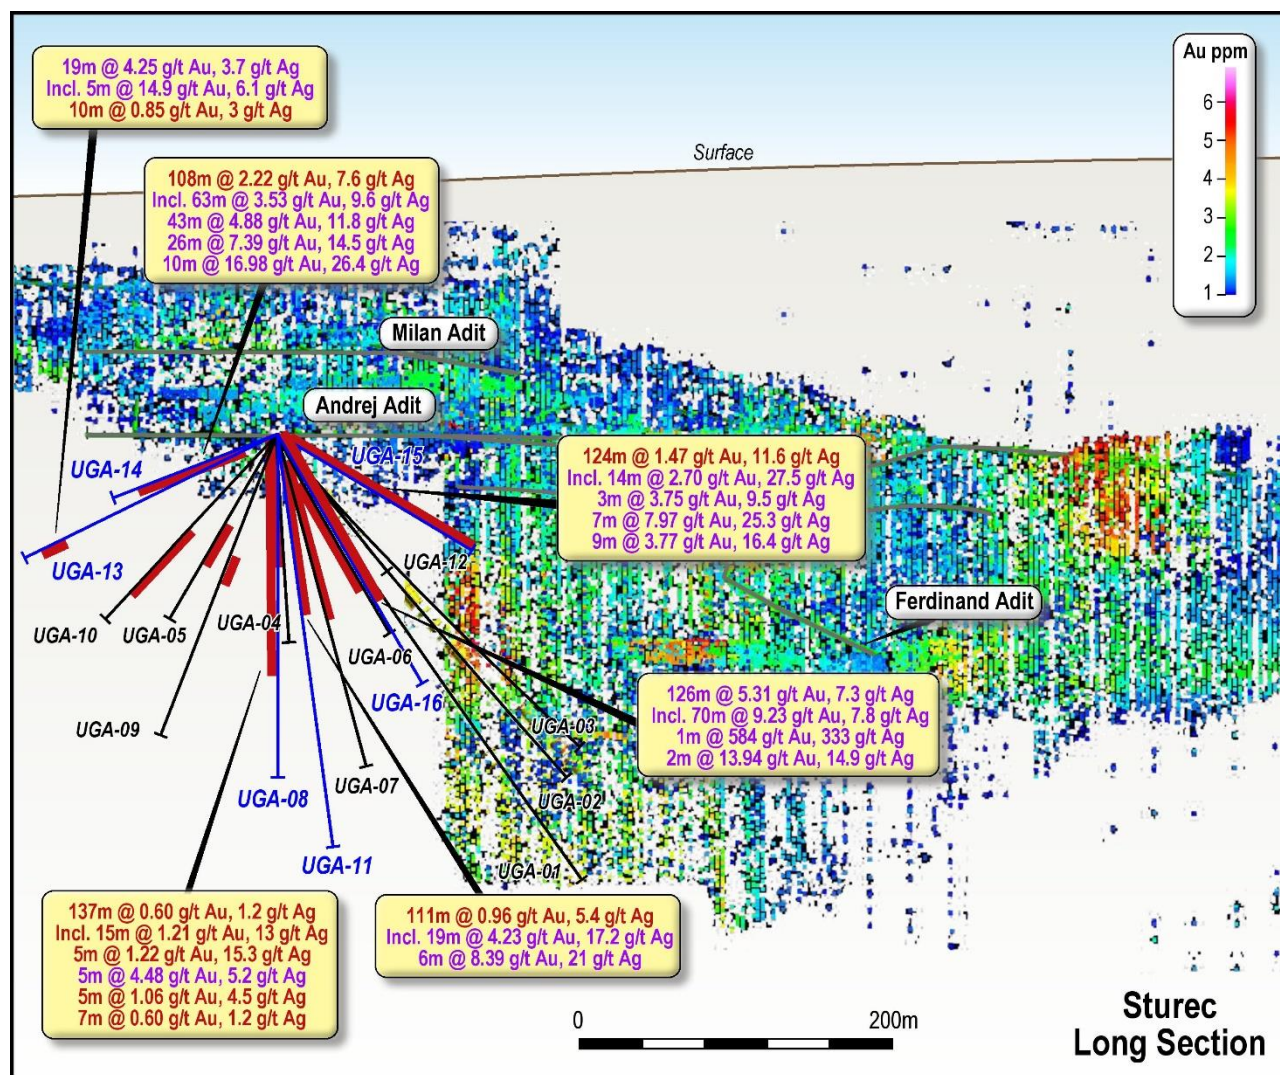 19m @ 4.25 g/t Au, 3.7 g/t Ag
Incl. 5m @ 14.9 g/t Au, 6.1 g/t Ag
10m @ 0.85 g/t Au, 3 g/t Ag
Au ppm
6
5
4
3
2
1
Surface
108m @ 2.22 g/t Au, 7.6 g/t Ag
Incl. 63m @ 3.53 g/t Au, 9.6 g/t Ag
43m @ 4.88 g/t Au, 11.8 g/t Ag
26m @ 7.39 g/t Au, 14.5 g/t Ag
10m @ 16.98 g/t Au, 26.4 g/t Ag
Milan Adit
Andrej Adit
UGA-14
UGA-15
124m @ 1.47 g/t Au, 11.6 g/t Ag
Incl. 14m @ 2.70 g/t Au, 27.5 g/t Ag
3m @ 3.75 g/t Au, 9.5 g/t Ag
7m @ 7.97 g/t Au, 25.3 g/t Ag
9m @ 3.77 g/t Au, 16.4 g/t Ag
UGA-13
UGA-12
Ferdinand Adit
UGA-10
UGA-05
UGA-04
UGA-06
UGA-16
126m @ 5.31 g/t Au, 7.3 g/t Ag
Incl. 70m @ 9.23 g/t Au, 7.8 g/t Ag
1m @ 584 g/t Au, 333 g/t Ag
2m @ 13.94 g/t Au, 14.9 g/t Ag
UGA-09
UGA-03
UGA-07
UGA-08
UGA-02
UGA-11
UGA-01
137m @ 0.60 g/t Au, 1.2 g/t Ag
Incl. 15m @ 1.21 g/t Au, 13 g/t Ag
5m @ 1.22 g/t Au, 15.3 g/t Ag
5m @ 4.48 g/t Au, 5.2 g/t Ag
5m @ 1.06 g/t Au, 4.5 g/t Ag
7m @ 0.60 g/t Au, 1.2 g/t Ag
111m @ 0.96 g/t Au, 5.4 g/t Ag
Incl. 19m @ 4.23 g/t Au, 17.2 g/t Ag
6m @ 8.39 g/t Au, 21 g/t Ag
0
200m
Sturec
Long Section